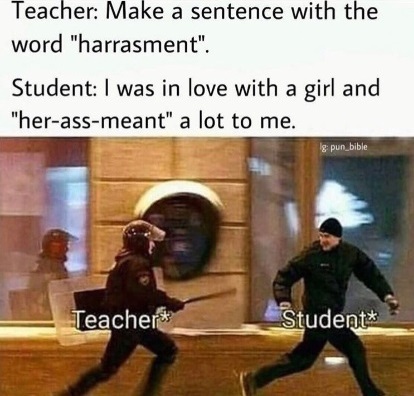 Teacher: Make a sentence with the
word "harrasment".
Student: I was in love with a girl and
"her-ass-meant" a lot to me.
Ig: pun_bible
Teacher*
Student*